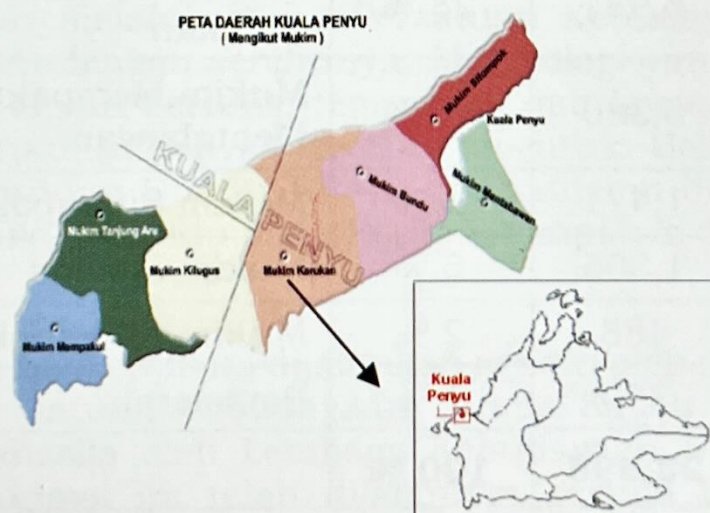 PETA DAERAH KUALA PENYU
( Mengikut Mukim )
Mukim Sitompok
Kuala Penyu
Mukim Bundu
Mukim Mentabawan
KUALA PENYU
Mukim Tanjung Aru
Mukim Kilugus
Mukim Karukan
Mukim Mempakul
Kuala
Penyu